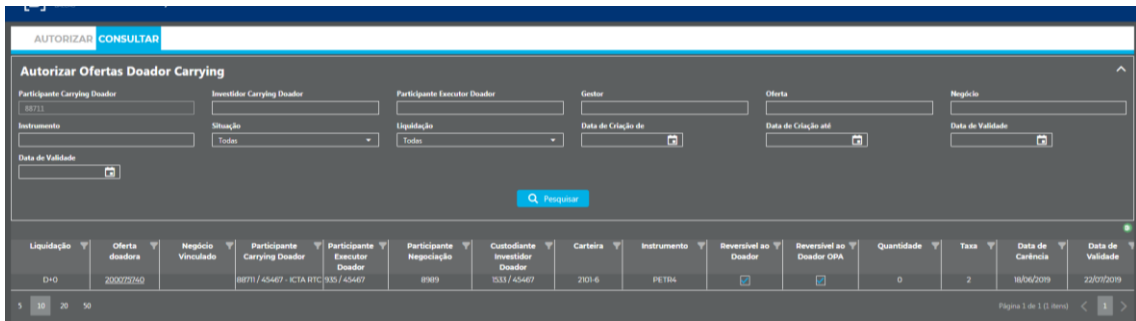 AUTORIZAR CONSULTAR
Autorizar Ofertas Doador Carrying
Participante Carrying Doador Investidor Carrying Doador Participante Executor Doador Gestor Oferta Negócio
88711
Instrumento Situação Liquidação Data de Criação de Data de Criação até Data de Validade
Todas Todas
Data de Validade
Pesquisar
Liquidação Oferta doadora Negócio Vinculado Participante Carrying Doador Participante Executor Doador Participante Negociação Custodiante Investidor Doador Carteira Instrumento Reversível ao Doador Reversível ao Doador OPA Quantidade Taxa Data de Carência Data de Validade
D+0 200075740 88711 / 45467 - ICTA RTC 935 / 45467 8989 1533 / 45467 2101-6 PETR4 0 2 18/06/2019 22/07/2019
5 10 20 50 Página 1 de 1 (1 itens) 1